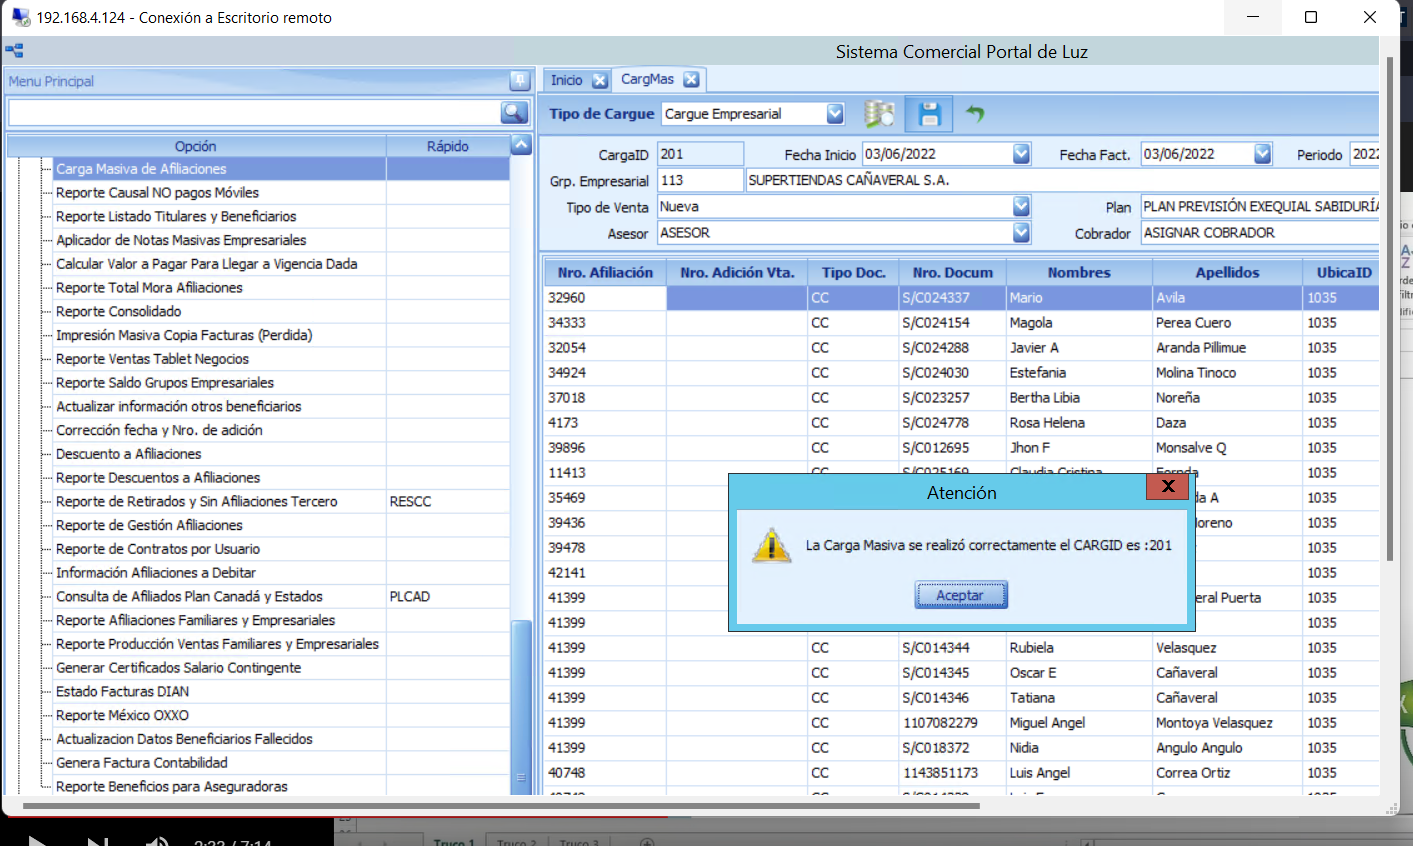 192.168.4.124 - Conexión a Escritorio remoto
Sistema Comercial Portal de Luz
Menu Principal
Opción Rápido
Carga Masiva de Afiliaciones
Reporte Causal NO pagos Móviles
Reporte Listado Titulares y Beneficiarios
Aplicador de Notas Masivas Empresariales
Calcular Valor a Pagar Para Llegar a Vigencia Dada
Reporte Total Mora Afiliaciones
Reporte Consolidado
Impresión Masiva Copia Facturas (Perdida)
Reporte Ventas Tablet Negocios
Reporte Saldo Grupos Empresariales
Actualizar información otros beneficiarios
Corrección fecha y Nro. de adición
Descuento a Afiliaciones
Reporte Descuentos a Afiliaciones
Reporte de Retirados y Sin Afiliaciones Tercero RESCC
Reporte de Gestión Afiliaciones
Reporte de Contratos por Usuario
Información Afiliaciones a Debitar
Consulta de Afiliados Plan Canadá y Estados PLCAD
Reporte Afiliaciones Familiares y Empresariales
Reporte Producción Ventas Familiares y Empresariales
Generar Certificados Salario Contingente
Estado Facturas DIAN
Reporte México OXXO
Actualizacion Datos Beneficiarios Fallecidos
Genera Factura Contabilidad
Reporte Beneficios para Aseguradoras
Inicio CargMas
Tipo de Cargue Cargue Empresarial
CargaID 201 Fecha Inicio 03/06/2022 Fecha Fact. 03/06/2022 Periodo 2022
Grp. Empresarial 113 SUPERTIENDAS CAÑAVERAL S.A.
Tipo de Venta Nueva Plan PLAN PREVISIÓN EXEQUIAL SABIDURÍA
Asesor ASESOR Cobrador ASIGNAR COBRADOR
Nro. Afiliación Nro. Adición Vta. Tipo Doc. Nro. Docum Nombres Apellidos UbicaID
32960 CC S/C024337 Mario Avila 1035
34333 CC S/C024154 Magola Perea Cuero 1035
32054 CC S/C024288 Javier A Aranda Pillimue 1035
34924 CC S/C024030 Estefania Molina Tinoco 1035
37018 CC S/C023257 Bertha Libia Noreña 1035
4173 CC S/C024778 Rosa Helena Daza 1035
39896 CC S/C012695 Jhon F Monsalve Q 1035
11413 CC S/C025169 Claudia Cristina 1035
35469 da A 1035
39436 oreno 1035
39478 1035
42141 1035
41399 eral Puerta 1035
41399 1035
41399 CC S/C014344 Rubiela Velasquez 1035
41399 CC S/C014345 Oscar E Cañaveral 1035
41399 CC S/C014346 Tatiana Cañaveral 1035
41399 CC 1107082279 Miguel Angel Montoya Velasquez 1035
41399 CC S/C018372 Nidia Angulo Angulo 1035
40748 CC 1143851173 Luis Angel Correa Ortiz 1035
Atención
X
La Carga Masiva se realizó correctamente el CARGID es :201
Aceptar
2:33 / 7:14
Truco 1 Truco 2 Truco 3